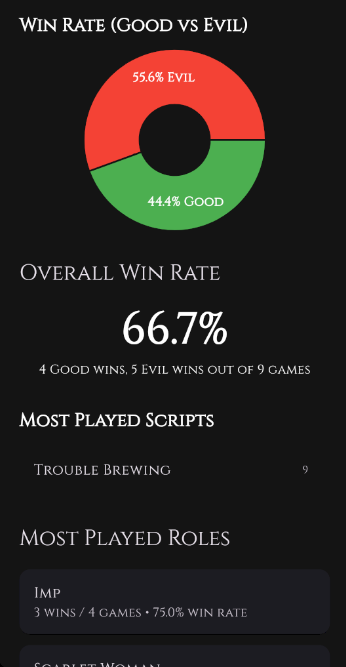 Win Rate (Good vs Evil)
55.6% Evil
44.4% Good
Overall Win Rate
66.7%
4 Good wins, 5 Evil wins out of 9 games
Most Played Scripts
Trouble Brewing 9
Most Played Roles
Imp
3 wins / 4 games • 75.0% win rate
Scarlet Woman